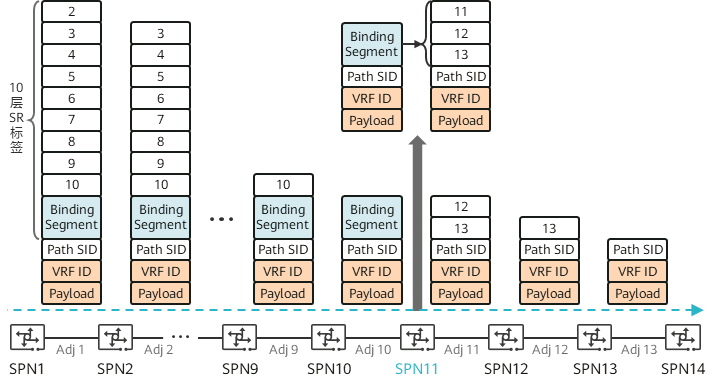 10
层
SR
标
签
2
3
4
5
6
7
8
9
10
Binding
Segment
Path SID
VRF ID
Payload
3
4
5
6
7
8
9
10
Binding
Segment
Path SID
VRF ID
Payload
...
10
Binding
Segment
Path SID
VRF ID
Payload
Binding
Segment
Path SID
VRF ID
Payload
11
12
13
Path SID
VRF ID
Payload
Binding
Segment
Path SID
VRF ID
Payload
12
13
Path SID
VRF ID
Payload
13
Path SID
VRF ID
Payload
Path SID
VRF ID
Payload
Adj 1
Adj 2
...
Adj 9
Adj 10
Adj 11
Adj 12
Adj 13
SPN1
SPN2
SPN9
SPN10
SPN11
SPN12
SPN13
SPN14